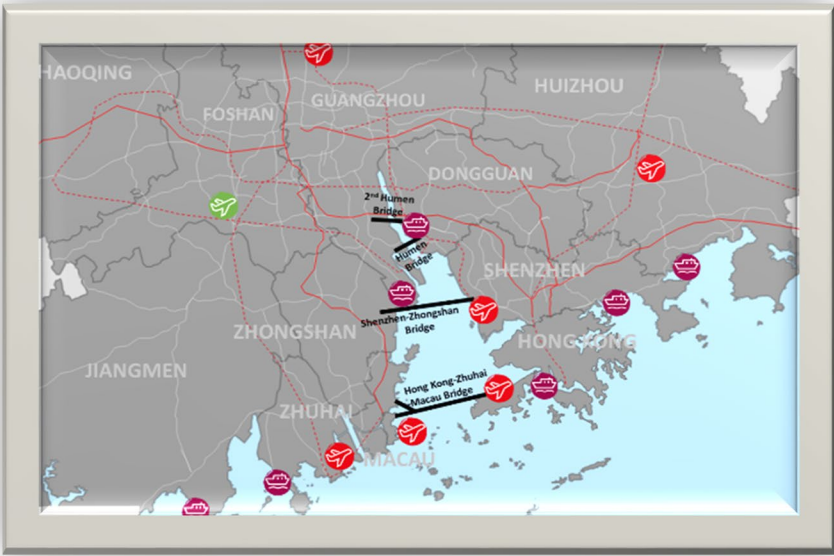 HAOQING
HUIZHOU
GUANGZHOU
FOSHAN
DONGGUAN
2nd Humen
Bridge
Humen
Bridge
SHENZHEN
Shenzhen-Zhongshan
Bridge
ZHONGSHAN
HONG KONG
JIANGMEN
Hong Kong-Zhuhai
Macau Bridge
ZHUHAI
MACAU